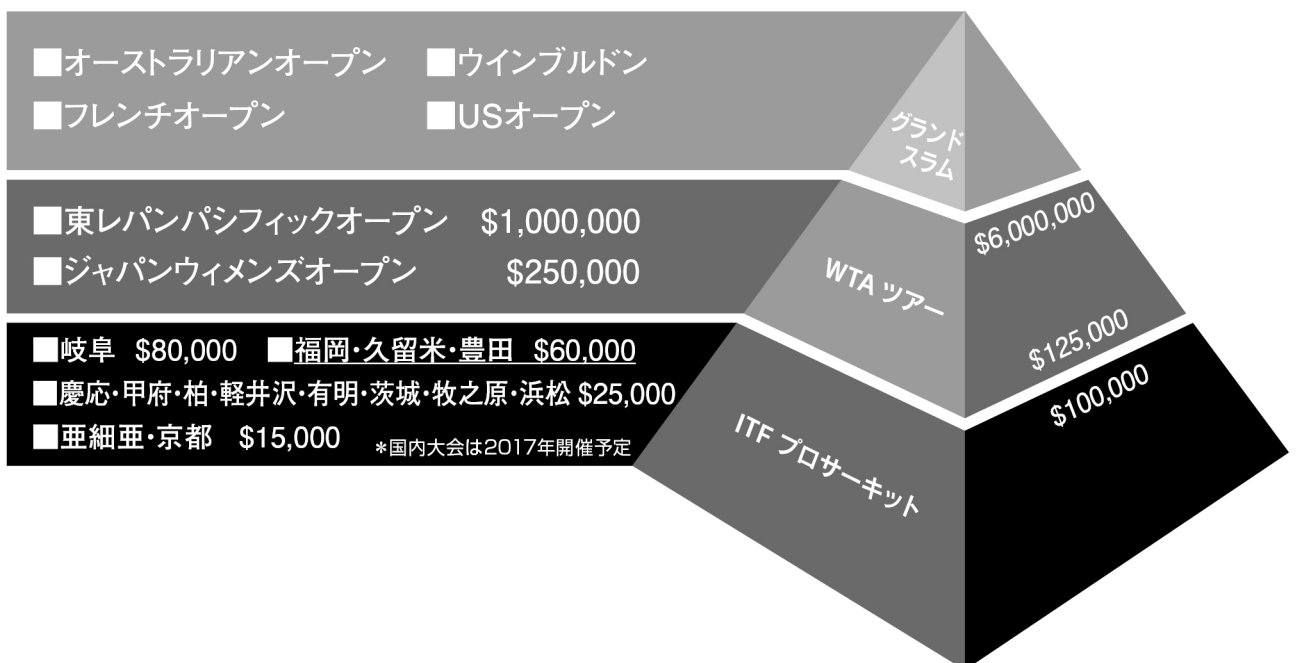 ■オーストラリアンオープン ■ウインブルドン
■フレンチオープン ■USオープン
グランド
スラム
■東レパンパシフィックオープン $1,000,000
■ジャパンウィメンズオープン $250,000
WTA ツアー
$6,000,000
$125,000
■岐阜 $80,000 ■福岡・久留米・豊田 $60,000
■慶応・甲府・柏・軽井沢・有明・茨城・牧之原・浜松 $25,000
■亜細亜・京都 $15,000 *国内大会は2017年開催予定
ITF プロサーキット
$100,000